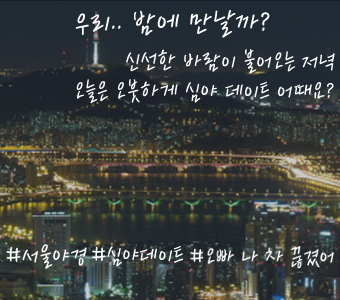 우리.. 밤에 만날까?
신선한 바람이 불어오는 저녁
오늘은 오붓하게 심야 데이트 어때요?
#서울야경 #심야데이트 #오빠 나 차 끊겼어